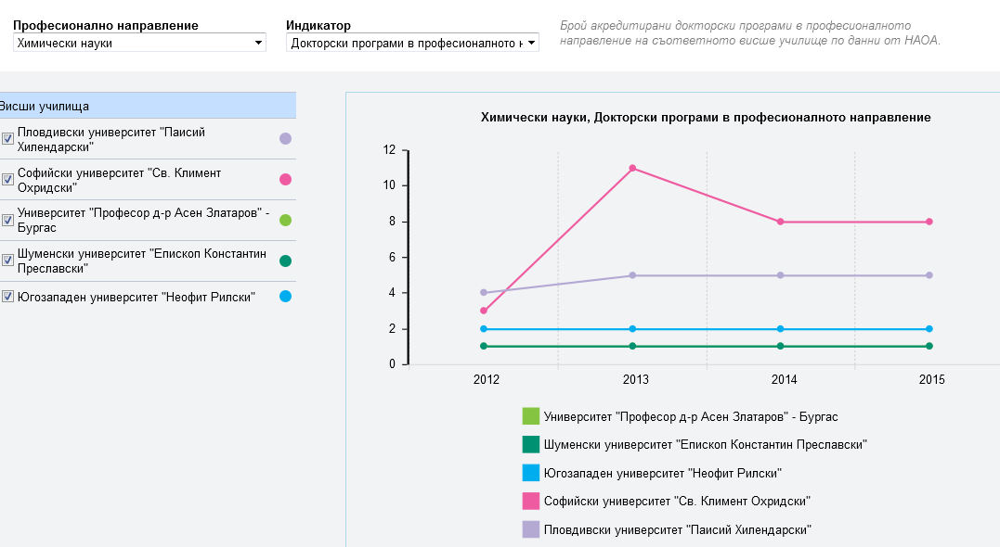 Професионално направление
Химически науки
Индикатор
Докторски програми в професионалното н
Брой акредитирани докторски програми в професионалното
направление на съответното висше училище по данни от НАОА.
Висши училища
Пловдивски университет "Паисий
Хилендарски"
Софийски университет "Св. Климент
Охридски"
Университет "Професор д-р Асен Златаров" -
Бургас
Шуменски университет "Епископ Константин
Преславски"
Югозападен университет "Неофит Рилски"
Химически науки, Докторски програми в професионалното направление
12
10
8
6
4
2
0
2012 2013 2014 2015
Университет "Професор д-р Асен Златаров" - Бургас
Шуменски университет "Епископ Константин Преславски"
Югозападен университет "Неофит Рилски"
Софийски университет "Св. Климент Охридски"
Пловдивски университет "Паисий Хилендарски"